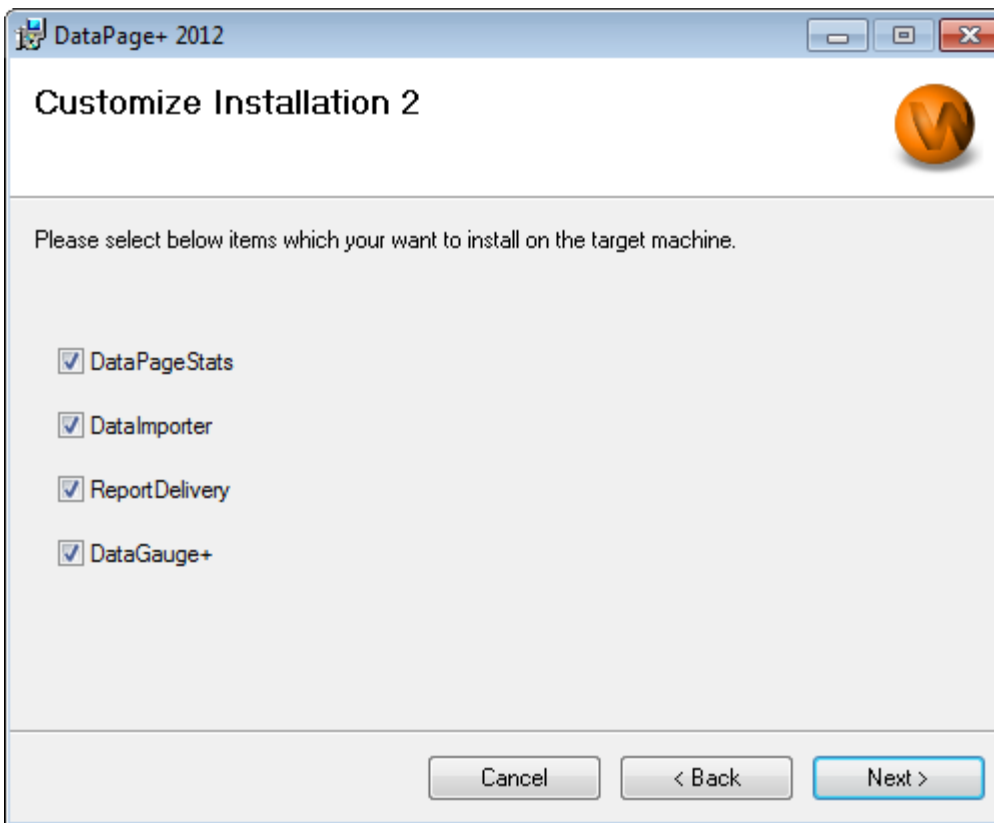 DataPage+ 2012
Customize Installation 2
W
Please select below items which your want to install on the target machine.
DataPageStats
DataImporter
ReportDelivery
DataGauge+
Cancel
< Back
Next >